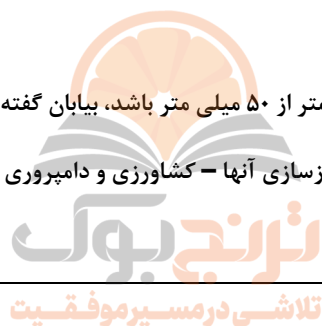 متر از ۵۰ میلی متر باشد، بیابان گفته
زسازی آنها – کشاورزی و دامپروری
ترنج‌بوک
تلاشی در مسیر موفقیت